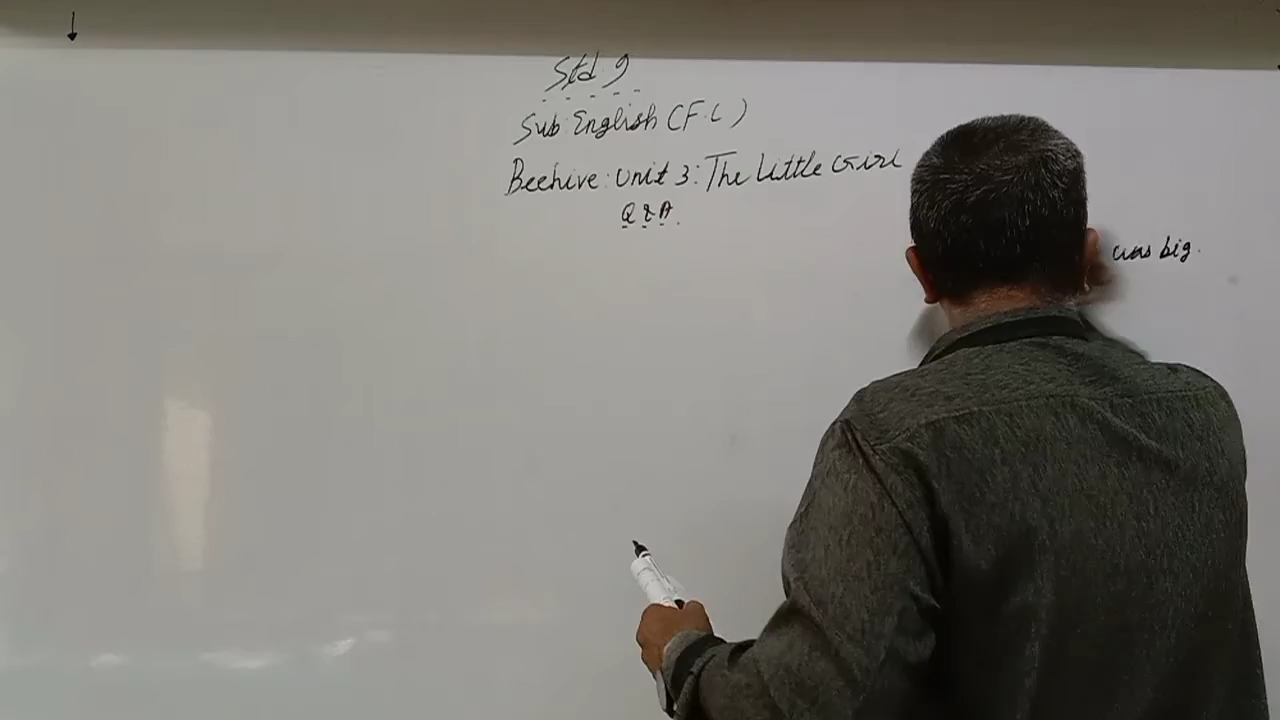 Std 9
Sub: English (F.L)
Beehive: Unit 3: The Little Girl
Q & A.
was big.